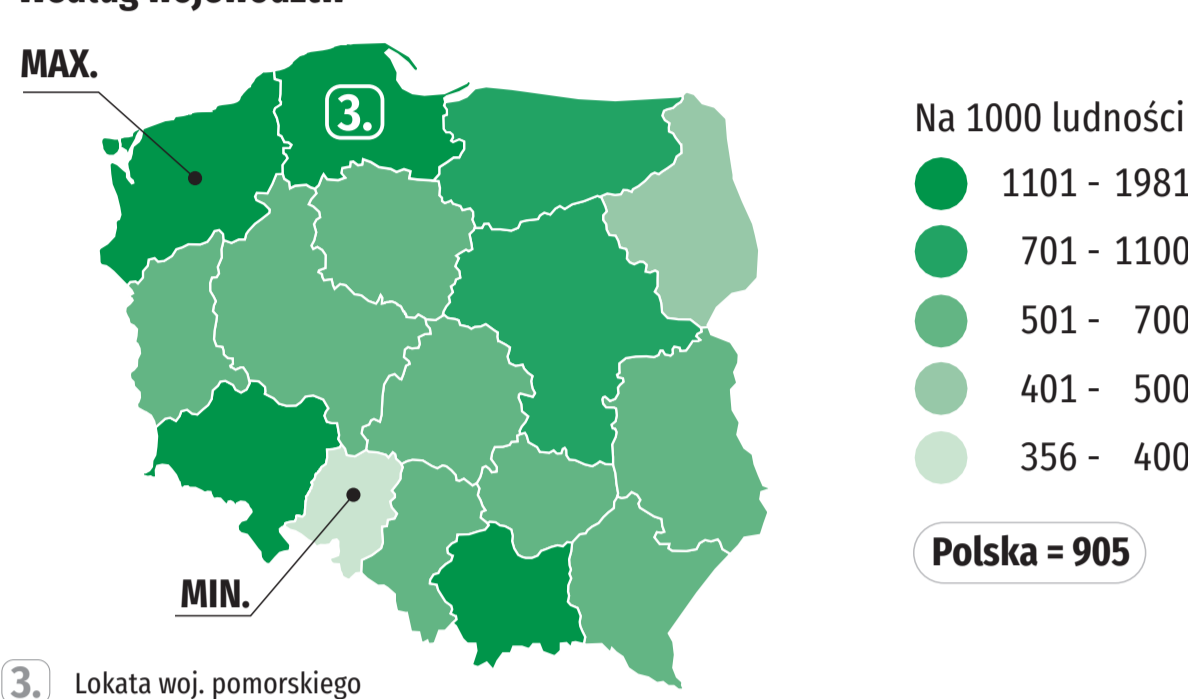 MAX.
3.
Na 1000 ludności
1101 - 1981
701 - 1100
501 - 700
401 - 500
356 - 400
Polska = 905
MIN.
3. Lokata woj. pomorskiego